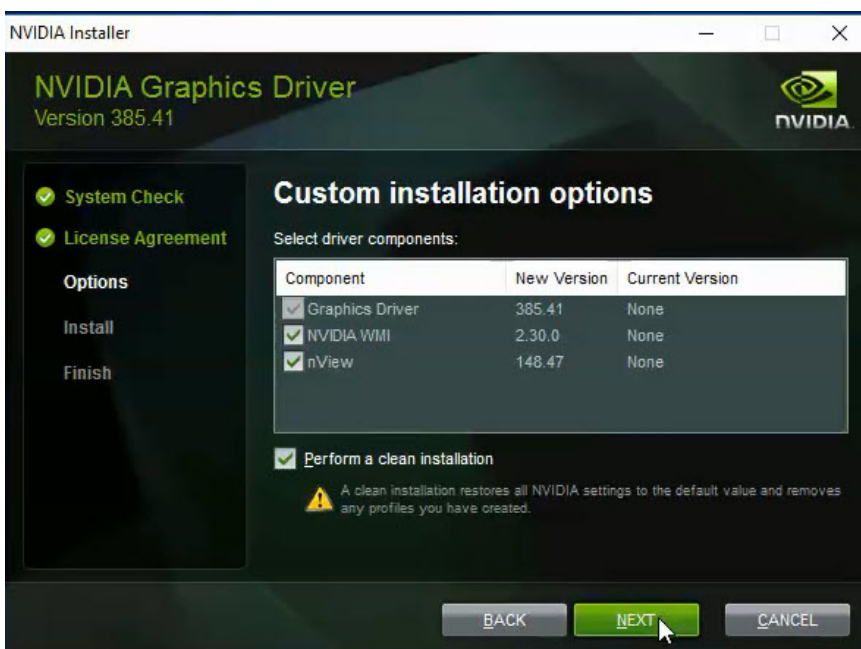 NVIDIA Installer
NVIDIA Graphics Driver
Version 385.41
NVIDIA.
System Check
License Agreement
Options
Install
Finish
Custom installation options
Select driver components:
Component New Version Current Version
Graphics Driver 385.41 None
NVIDIA WMI 2.30.0 None
nView 148.47 None
Perform a clean installation
A clean installation restores all NVIDIA settings to the default value and removes
any profiles you have created.
BACK NEXT CANCEL